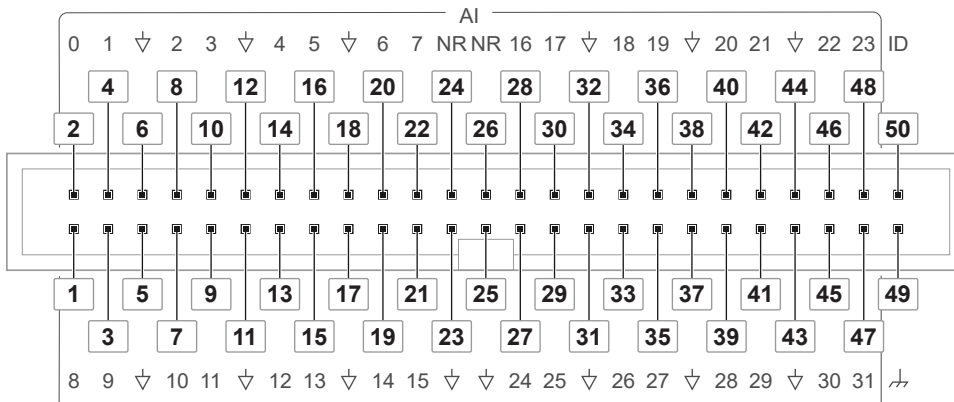 AI
0 1 2 3 4 5 6 7 NR NR 16 17 18 19 20 21 22 23 ID
4 8 12 16 20 24 28 32 36 40 44 48
2 6 10 14 18 22 26 30 34 38 42 46 50
1 5 9 13 17 21 25 29 33 37 41 45 49
3 7 11 15 19 23 27 31 35 39 43 47
8 9 10 11 12 13 14 15 24 25 26 27 28 29 30 31